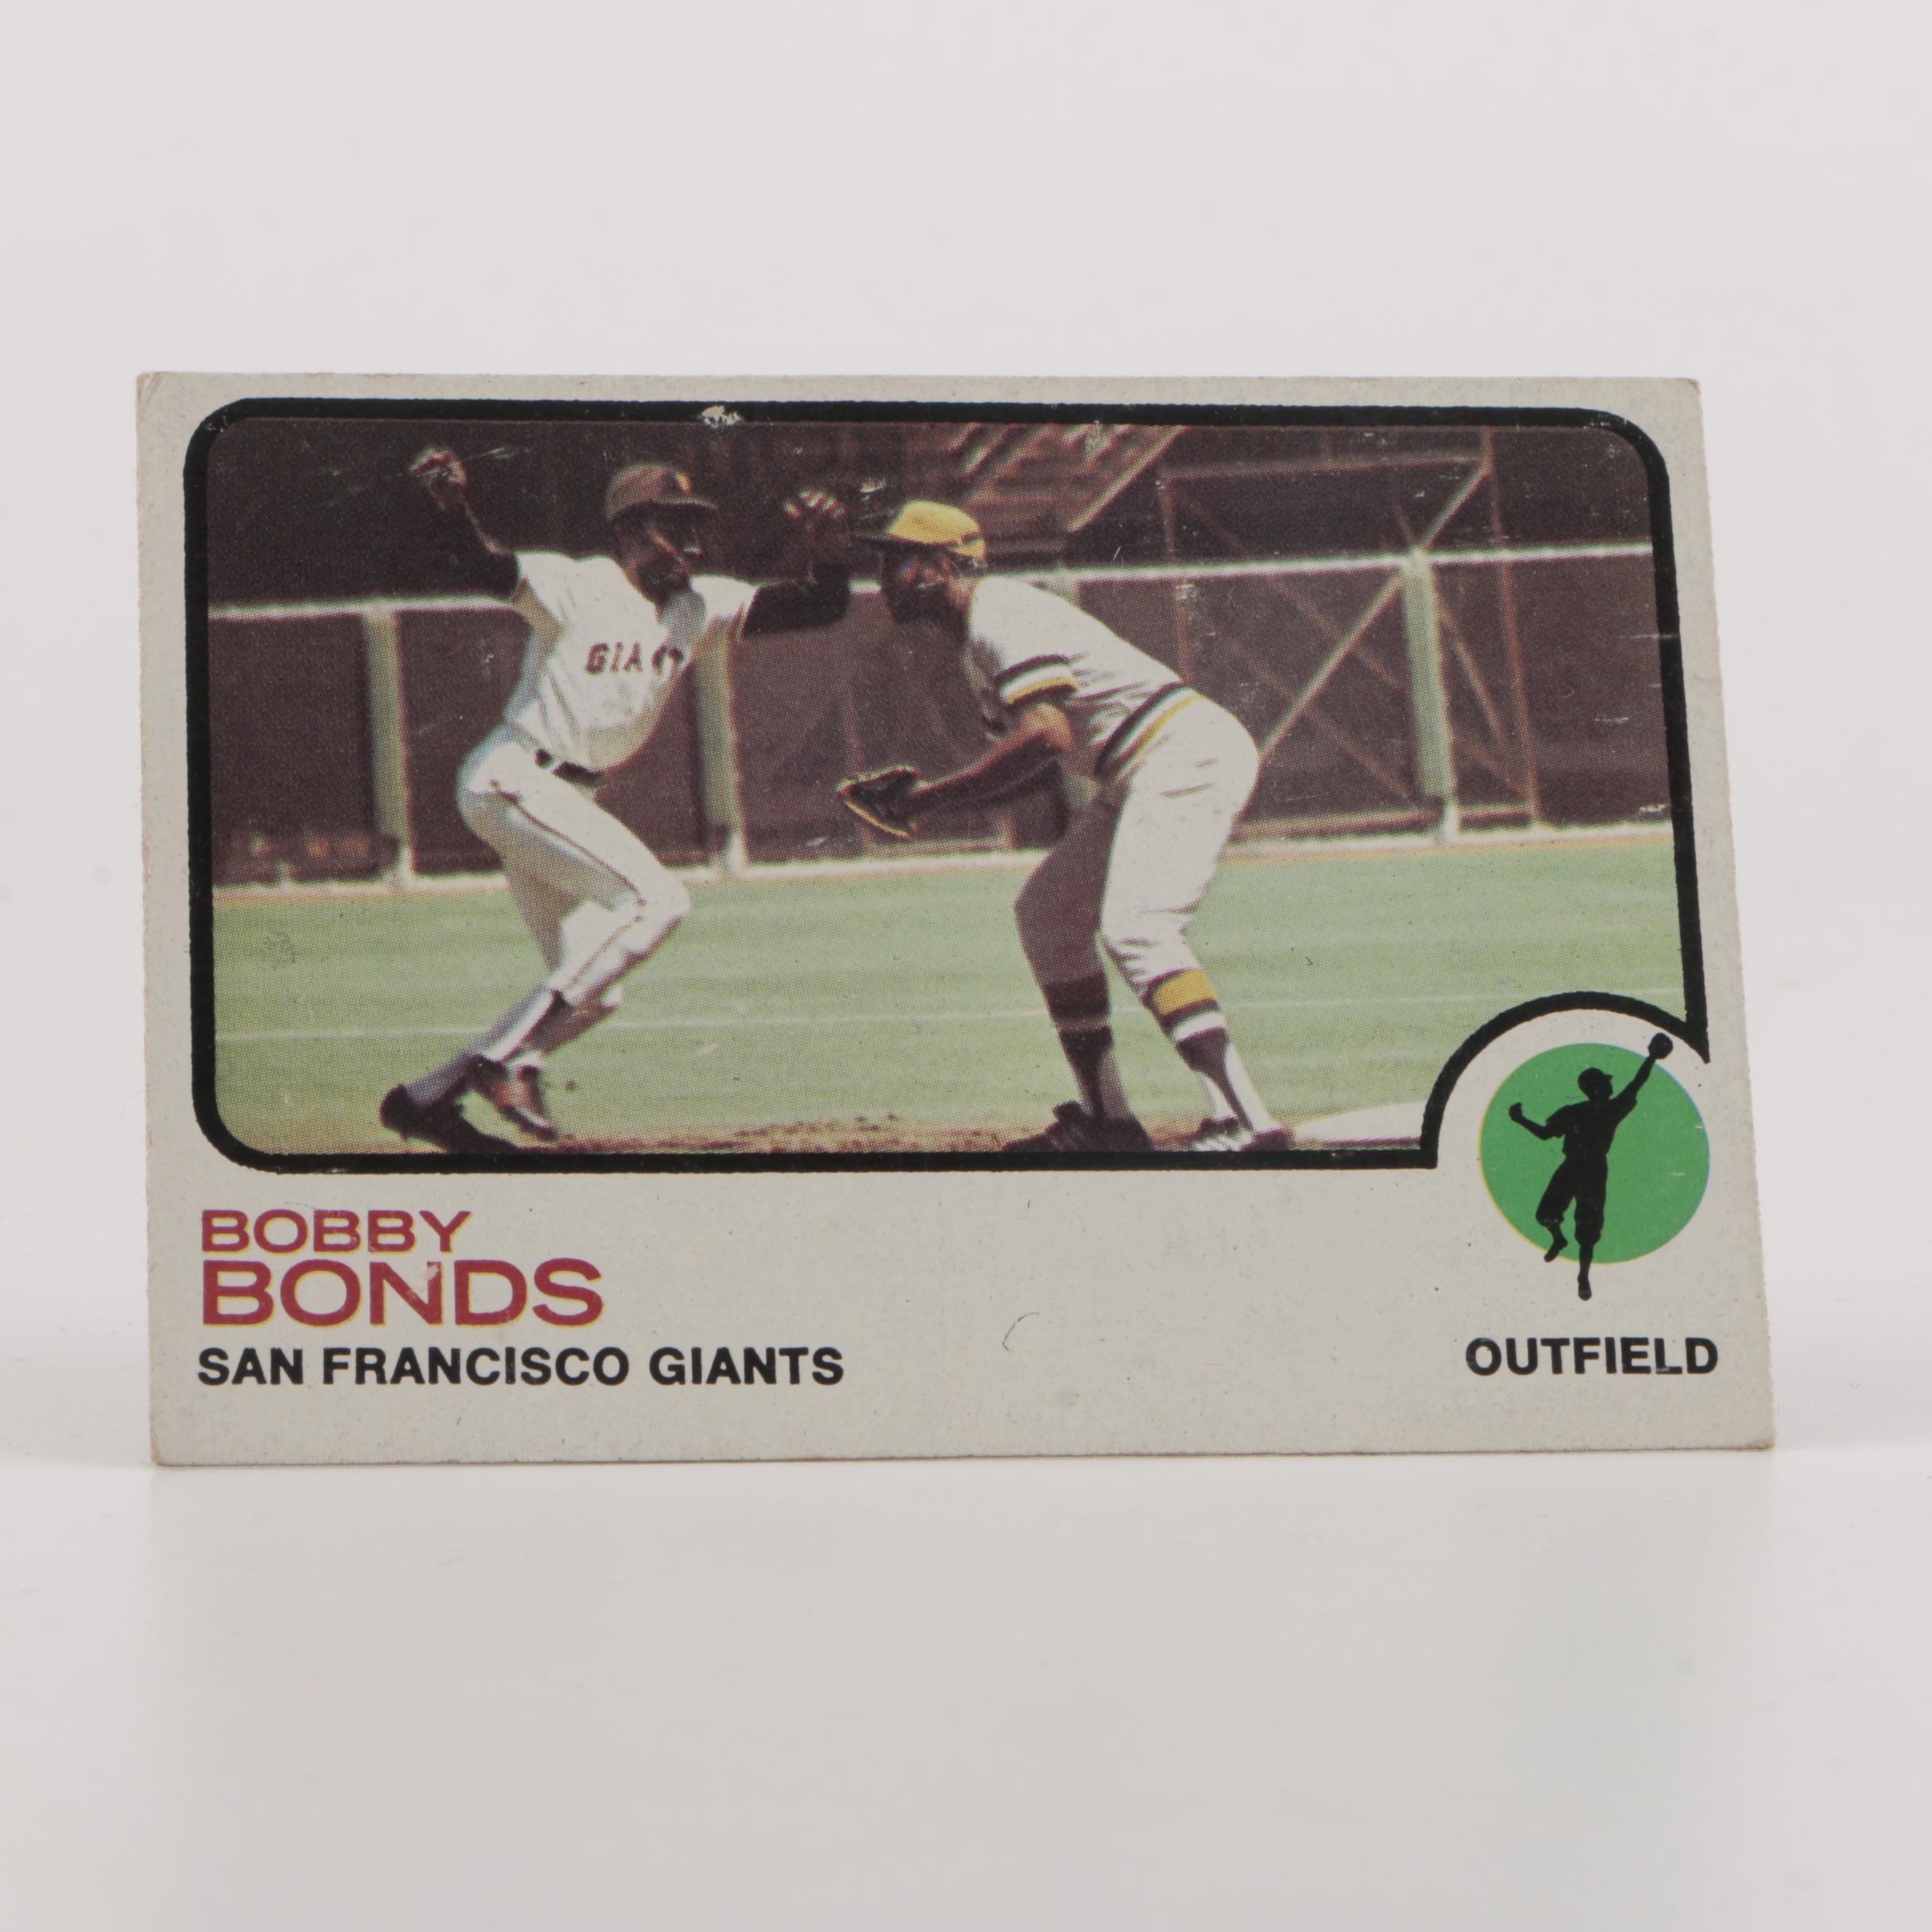 GIA
BOBBY
BONDS
SAN FRANCISCO GIANTS
OUTFIELD